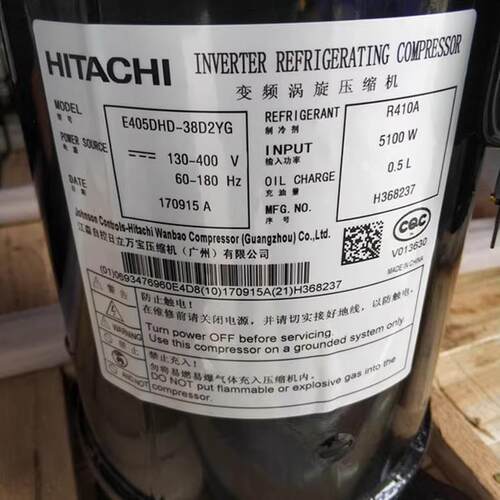 HITACHI INVERTER REFRIGERATING COMPRESSOR
变频涡旋压缩机
MODEL 型号 E405DHD-38D2YG
REFRIGERANT 制冷剂 R410A
POWER SOURCE 电源 130-400 V
60-180 Hz
INPUT 输入功率 5100 W
OIL CHARGE 充油量 0.5 L
DATE 日期 170915 A
MFG. NO. 序号 H368237
Johnson Controls-Hitachi Wanbao Compressor (Guangzhou) Co.,Ltd.
江森自控日立万宝压缩机（广州）有限公司
CQC
V013630
MADE IN CHINA
(01)0693476960E4D8(10)170915A(21)H368237
警告 WARNING
防止触电！
在维修前请关闭电源，并请切实接好地线。
Turn power OFF before servicing.
Use this compressor on a grounded system only
禁止充入！
勿将易燃易爆气体充入压缩机内。
DO NOT put flammable or explosive gas into the
compressor.